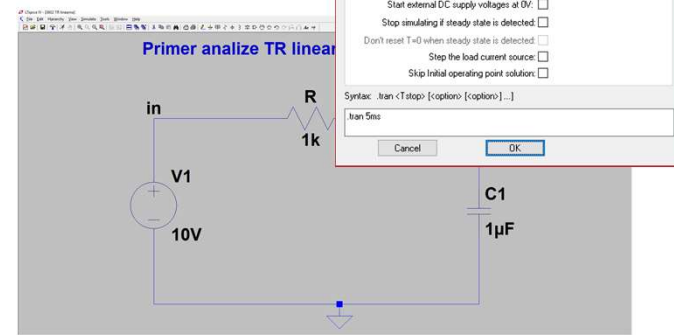 Start external DC supply voltages at 0V:
Stop simulating if steady state is detected:
Don't reset T=0 when steady state is detected:
Step the load current source:
Skip Initial operating point solution:
Syntax: .tran <Tstop> [<option> [<option>] ...]
.tran 5ms
Cancel OK
Primer analize TR linear
in
R
1k
V1
10V
C1
1µF